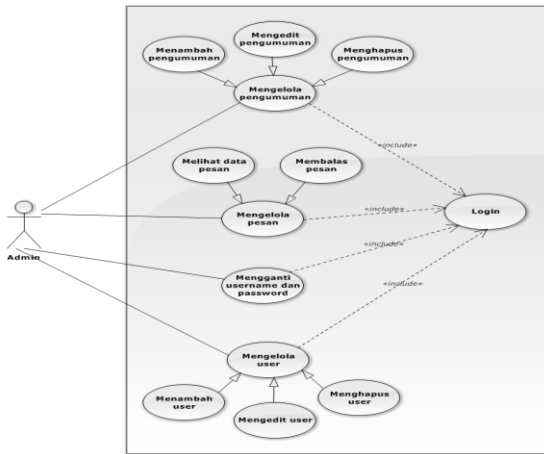 Mengedit
pengumuman
Menambah
pengumuman
Menghapus
pengumuman
Mengelola
pengumuman
«include»
Melihat data
pesan
Membalas
pesan
Mengelola
pesan
«include»
Login
Admin
«include»
Mengganti
username dan
password
«include»
Mengelola
user
Menambah
user
Mengedit user
Menghapus
user